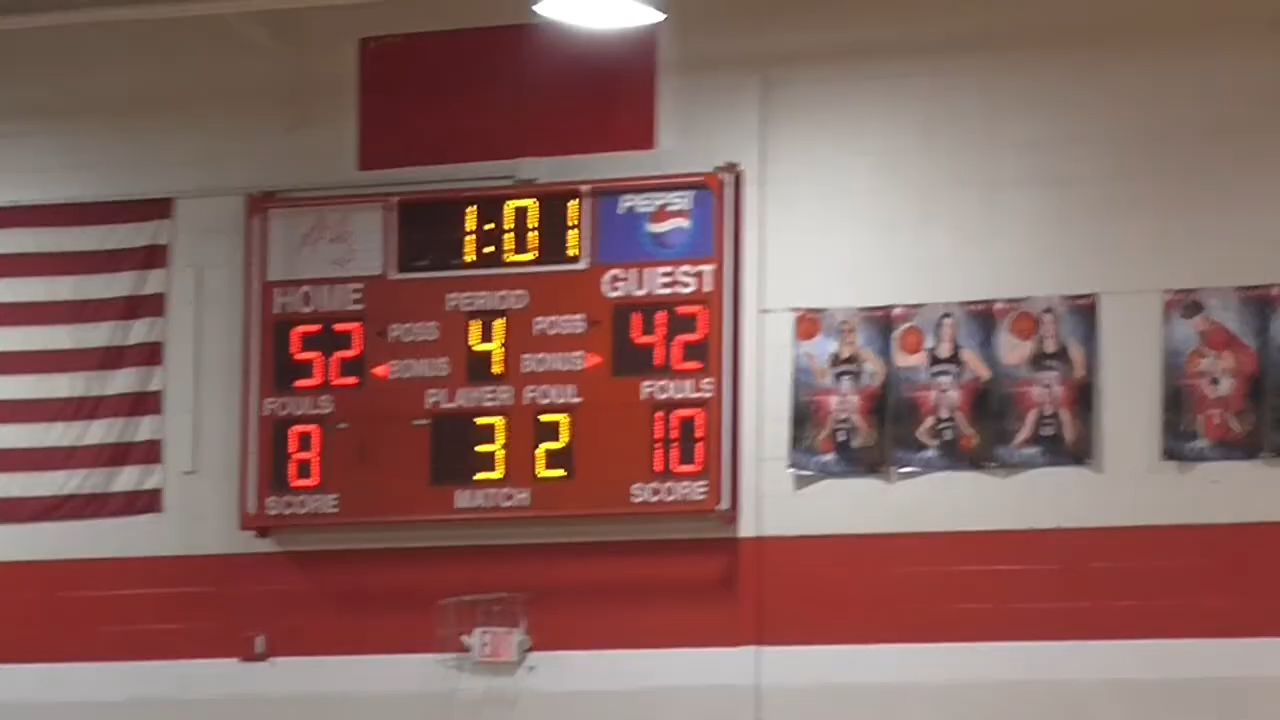 1:01 PEPSI
HOME PERIOD GUEST
52 POSS 4 POSS 42
BONUS BONUS
FOULS PLAYER FOUL FOULS
8 3 2 10
SCORE MATCH SCORE
EXIT